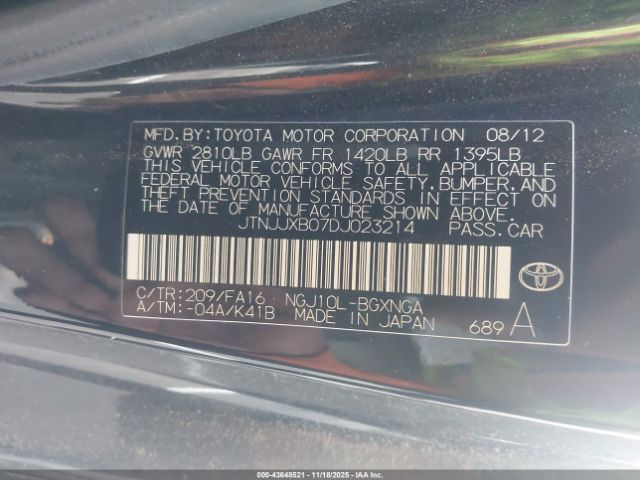 MFD.BY:TOYOTA MOTOR CORPORATION 08/12
GVWR 2810LB GAWR FR 1420LB RR 1395LB
THIS VEHICLE CONFORMS TO ALL APPLICABLE
FEDERAL MOTOR VEHICLE SAFETY.BUMPER.AND
THEFT PREVENTION STANDARDS IN EFFECT ON
THE DATE OF MANUFACTURE SHOWN ABOVE.
JTNJJXB07DJ023214 PASS.CAR
C/TR:209/FA16 NGJ10L-BGXNGA
A/TM:-04A/K41B MADE IN JAPAN 689 A
000-43648521 | 11/18/2025 - Copyright © IAA, LLC.